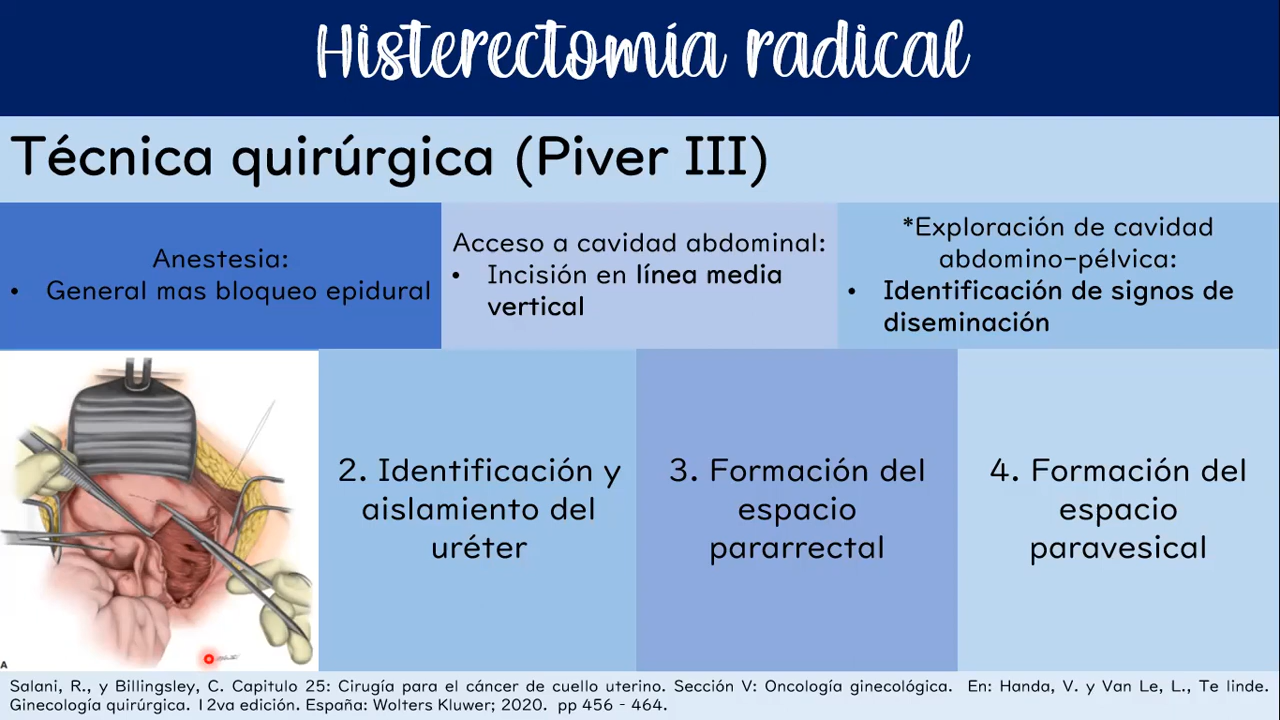 Histerectomía radical
Técnica quirúrgica (Piver III)
Anestesia:
• General mas bloqueo epidural
Acceso a cavidad abdominal:
• Incisión en línea media
vertical
*Exploración de cavidad
abdomino-pélvica:
• Identificación de signos de
diseminación
A
2. Identificación y
aislamiento del
uréter
3. Formación del
espacio
pararrectal
4. Formación del
espacio
paravesical
Salani, R., y Billingsley, C. Capitulo 25: Cirugía para el cáncer de cuello uterino. Sección V: Oncología ginecológica. En: Handa, V. y Van Le, L., Te linde.
Ginecología quirúrgica. 12va edición. España: Wolters Kluwer; 2020. pp 456 - 464.